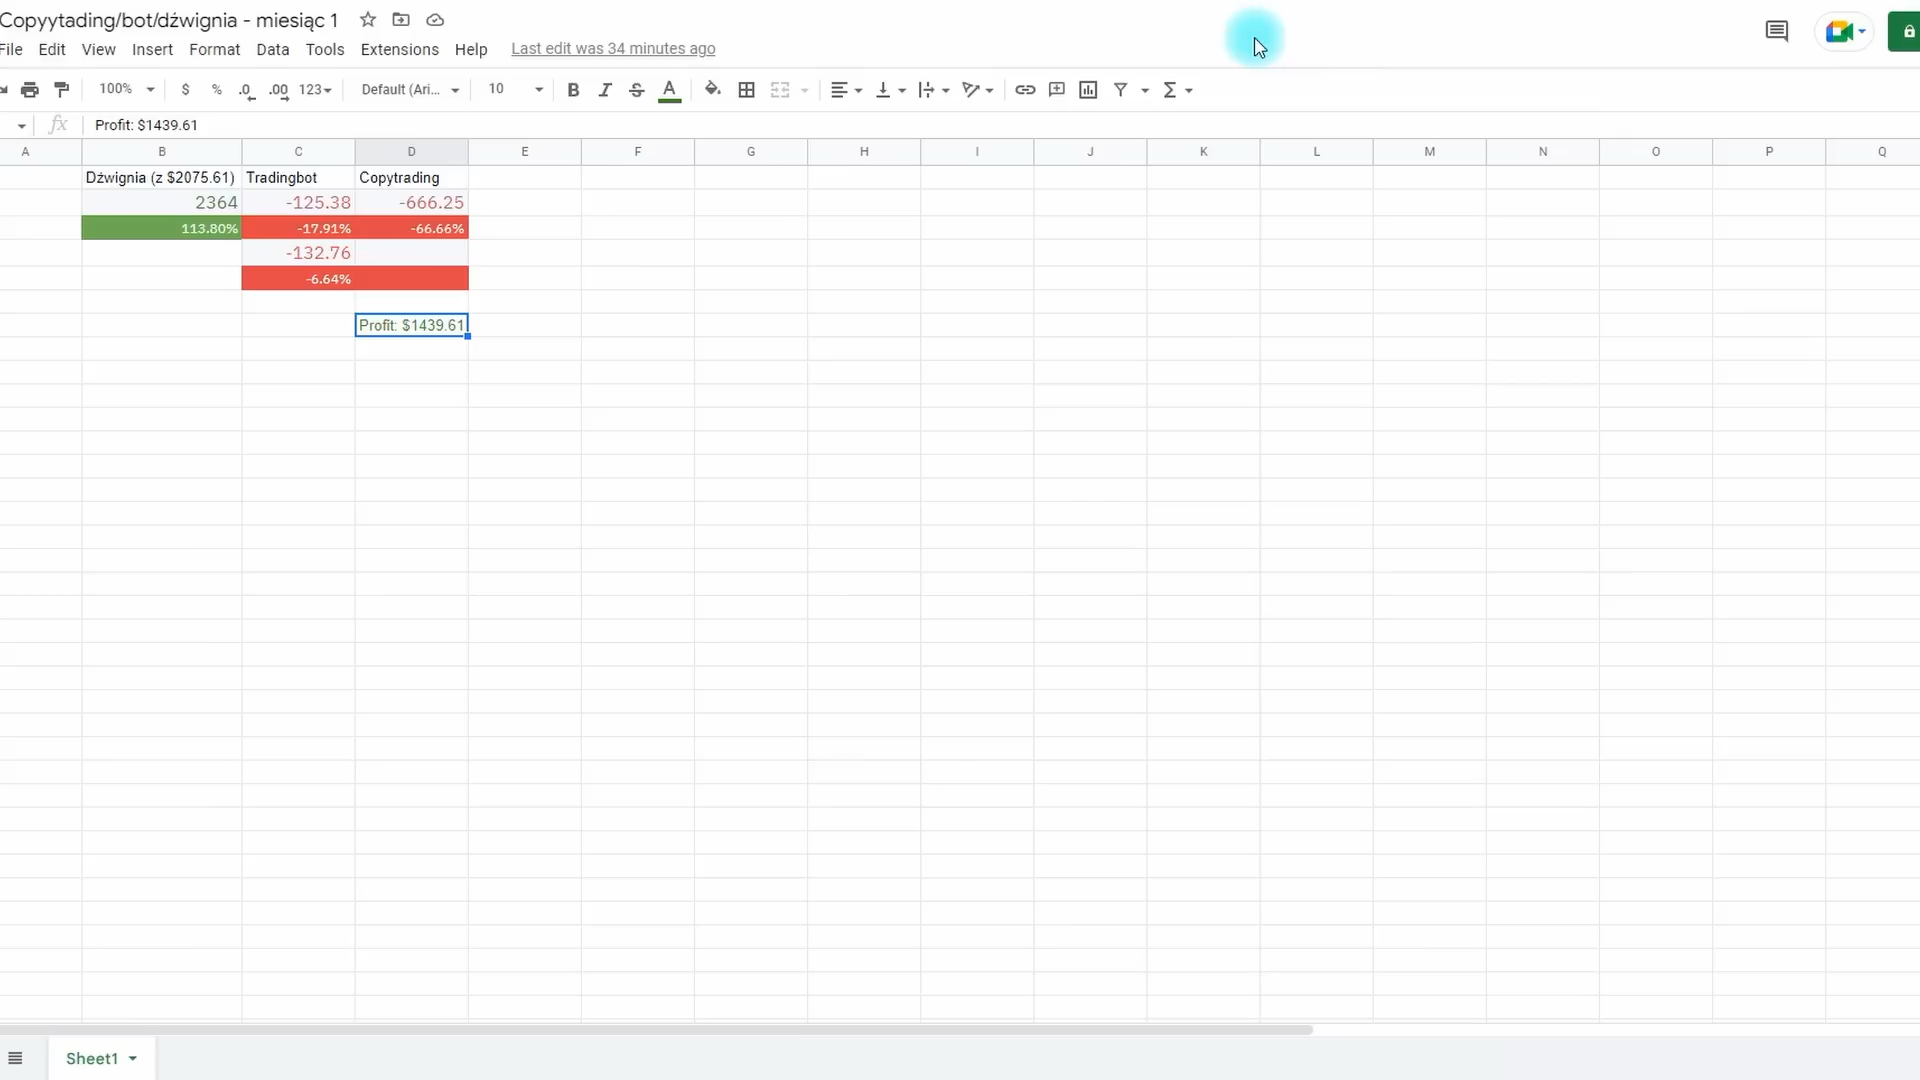 Copyytading/bot/dźwignia - miesiąc 1
File Edit View Insert Format Data Tools Extensions Help Last edit was 34 minutes ago
100% $ % .0 .00 123 Default (Ari... 10 B I S A Σ
fx Profit: $1439.61
A B C D E F G H I J K L M N O P Q
Dźwignia (z $2075.61) Tradingbot Copytrading
2364 -125.38 -666.25
113.80% -17.91% -66.66%
-132.76
-6.64%
Profit: $1439.61
Sheet1